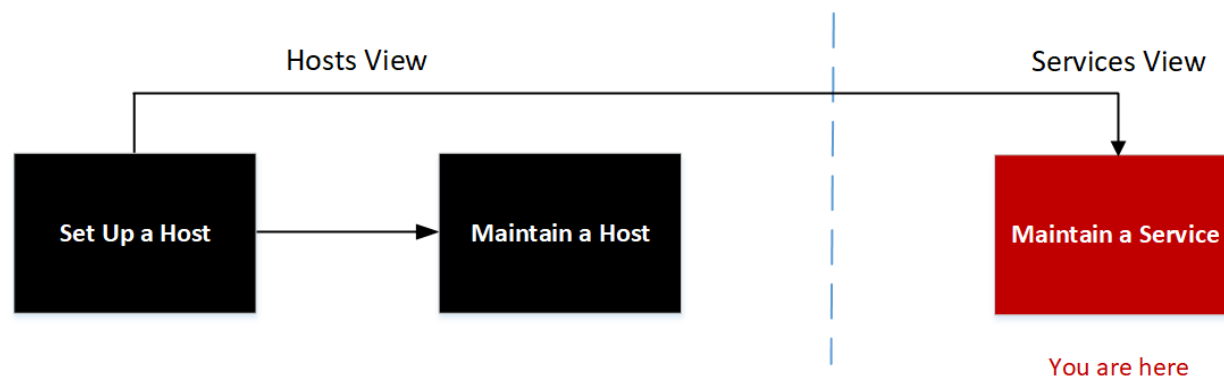 Hosts View
Services View
Set Up a Host
Maintain a Host
Maintain a Service
You are here